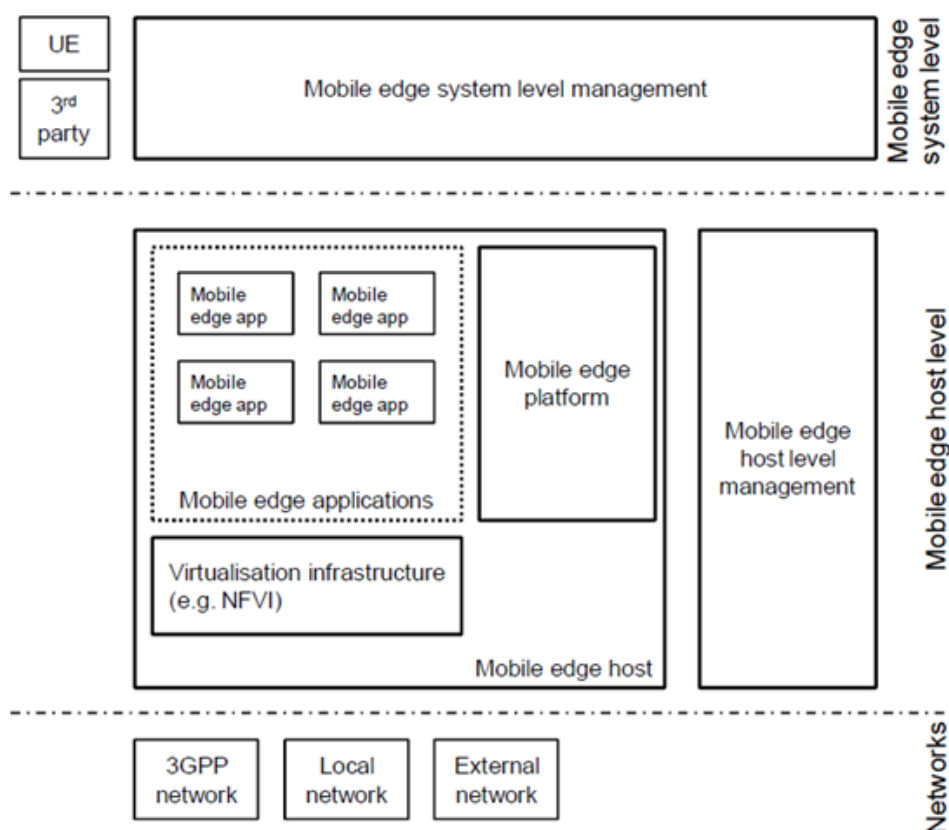 UE
3rd
party
Mobile edge system level management
Mobile edge
system level
Mobile
edge app
Mobile
edge app
Mobile
edge app
Mobile
edge app
Mobile edge applications
Mobile edge
platform
Virtualisation infrastructure
(e.g. NFVI)
Mobile edge host
Mobile edge
host level
management
Mobile edge host level
3GPP
network
Local
network
External
network
Networks